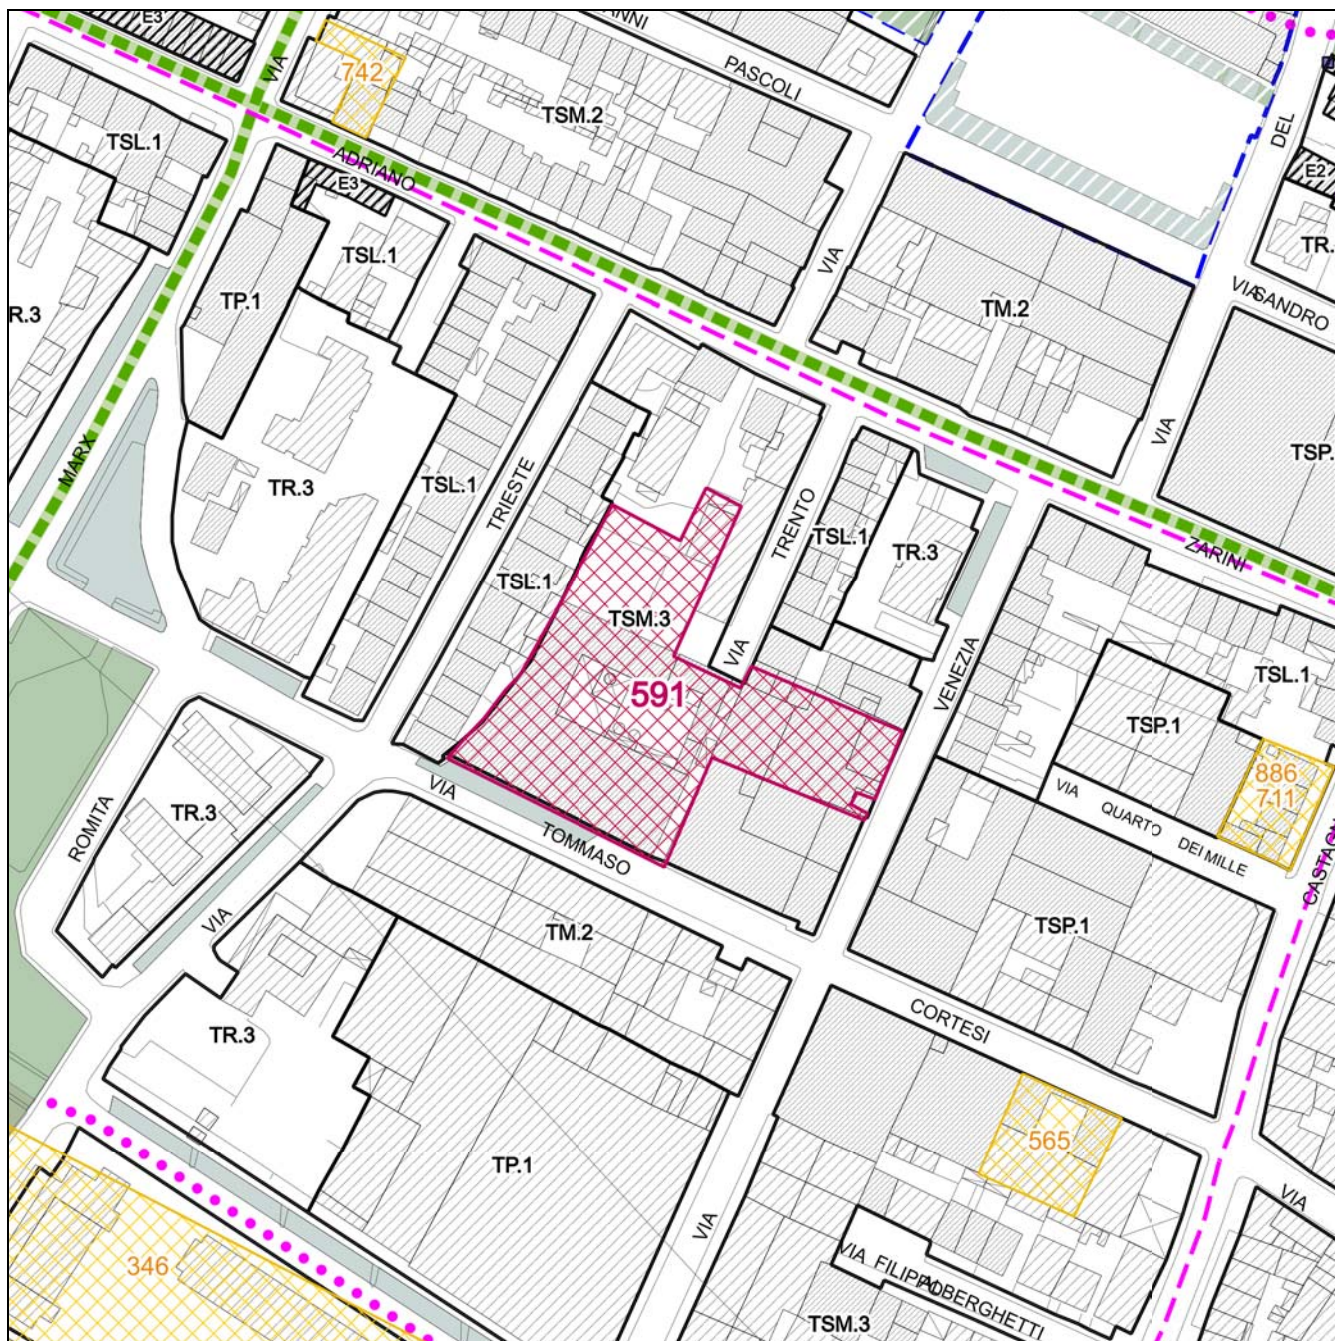 E3
ANNI
PASCOLI
VIA
742
TSM.2
TSL.1
DEL
ADRIANO
E3
E2
TSL.1
VIA
TR.
TP.1
VIA
SANDRO
R.3
TM.2
VIA
MARX
TSP.
TR.3
TSL.1
TRIESTE
TRENTO
TSL.1
TR.3
ZARINI
TSL.1
TSM.3
VIA
591
VENEZIA
TSL.1
TSP.1
886
711
VIA
QUARTO
DEI MILLE
VIA
TOMMASO
ROMITA
TR.3
CASTAG
VIA
TM.2
TSP.1
CORTESI
TR.3
565
TP.1
VIA
VIA
346
VIA FILIPPO
ALBERGHETTI
TSM.3